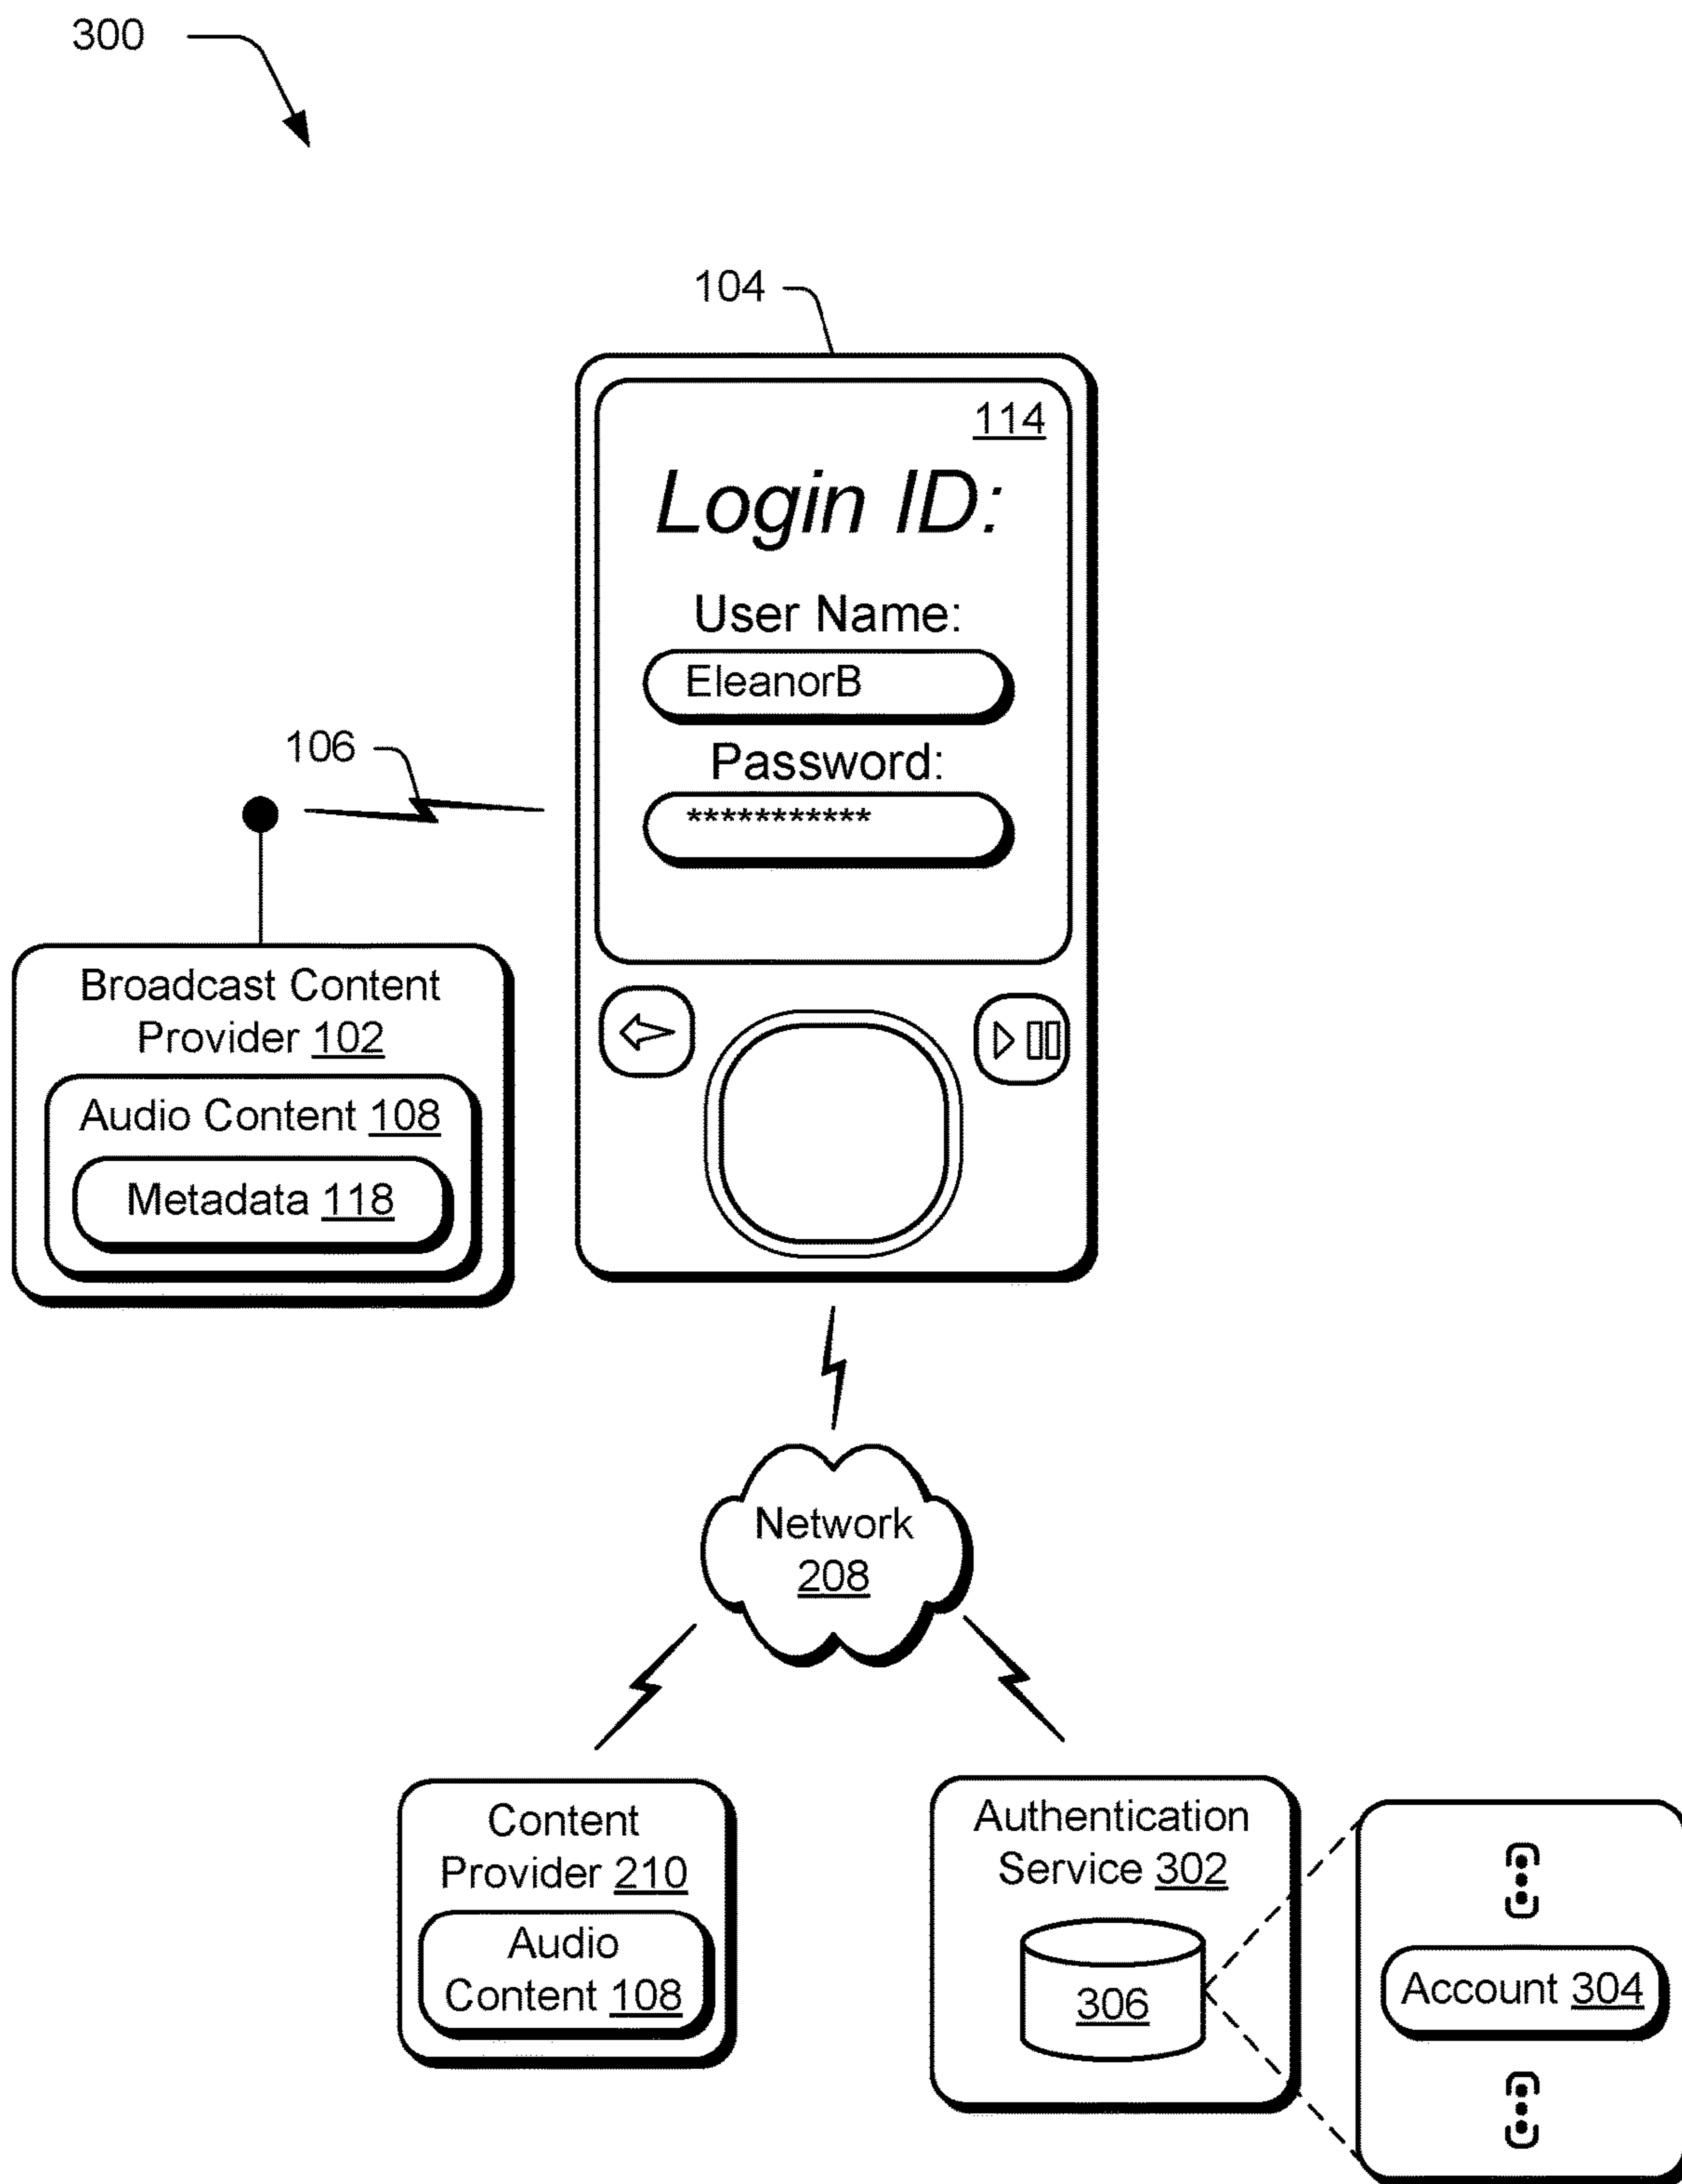 300
104
114
Login ID:
User Name:
EleanorB
106
Password:
***********
Broadcast Content
Provider 102
Audio Content 108
Metadata 118
Network
208
Content
Provider 210
Audio
Content 108
Authentication
Service 302
306
Account 304